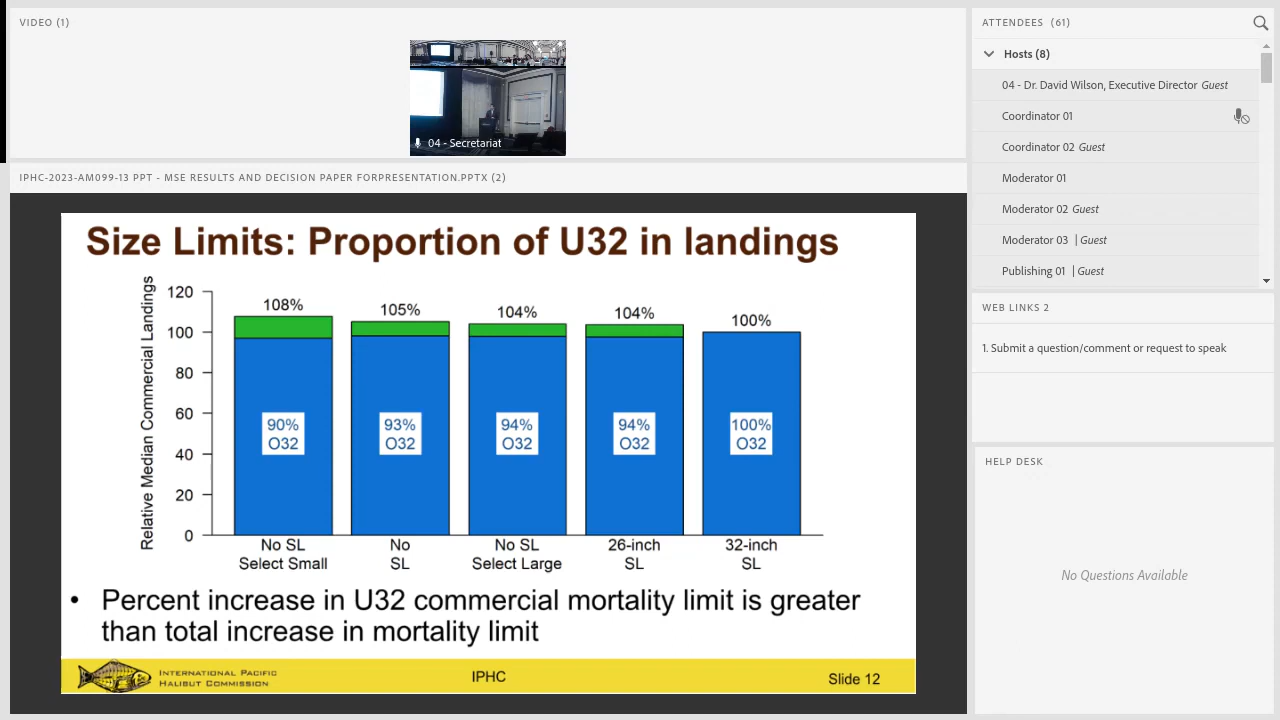 VIDEO (1)
04 - Secretariat
IPHC-2023-AM099-13 PPT - MSE RESULTS AND DECISION PAPER FORPRESENTATION.PPTX (2)
Size Limits: Proportion of U32 in landings
Relative Median Commercial Landings
120
100
80
60
40
20
0
108%
105%
104%
104%
100%
90%
O32
93%
O32
94%
O32
94%
O32
100%
O32
No SL
Select Small
No
SL
No SL
Select Large
26-inch
SL
32-inch
SL
• Percent increase in U32 commercial mortality limit is greater
than total increase in mortality limit
INTERNATIONAL PACIFIC
HALIBUT COMMISSION
IPHC
Slide 12
ATTENDEES (61)
Hosts (8)
04 - Dr. David Wilson, Executive Director Guest
Coordinator 01
Coordinator 02 Guest
Moderator 01
Moderator 02 Guest
Moderator 03 | Guest
Publishing 01 | Guest
WEB LINKS 2
1. Submit a question/comment or request to speak
HELP DESK
No Questions Available